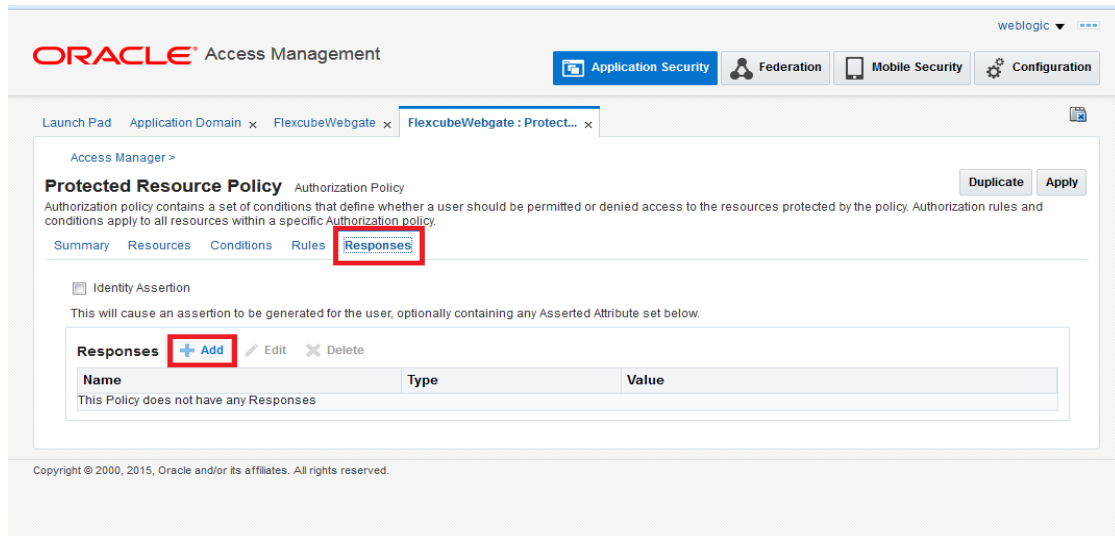 weblogic
ORACLE Access Management
Application Security Federation Mobile Security Configuration
Launch Pad Application Domain x FlexcubeWebgate x FlexcubeWebgate : Protect... x
Access Manager >
Protected Resource Policy Authorization Policy
Duplicate Apply
Authorization policy contains a set of conditions that define whether a user should be permitted or denied access to the resources protected by the policy. Authorization rules and
conditions apply to all resources within a specific Authorization policy.
Summary Resources Conditions Rules Responses
Identity Assertion
This will cause an assertion to be generated for the user, optionally containing any Asserted Attribute set below.
Responses Add Edit Delete
Name Type Value
This Policy does not have any Responses
Copyright © 2000, 2015, Oracle and/or its affiliates. All rights reserved.